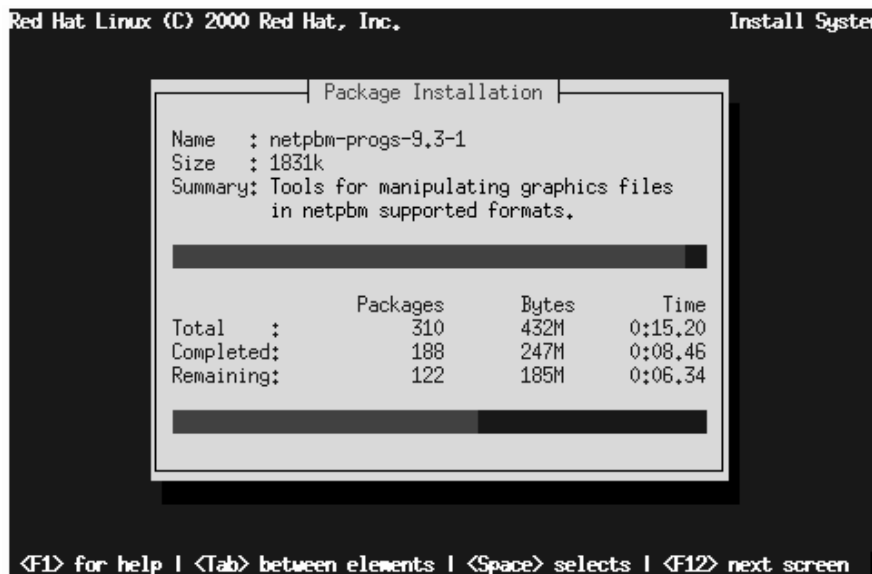 Red Hat Linux (C) 2000 Red Hat, Inc. Install Syste
Package Installation
Name : netpbm-progs-9.3-1
Size : 1831k
Summary: Tools for manipulating graphics files
in netpbm supported formats.
Packages Bytes Time
Total : 310 432M 0:15.20
Completed: 188 247M 0:08.46
Remaining: 122 185M 0:06.34
<F1> for help | <Tab> between elements | <Space> selects | <F12> next screen